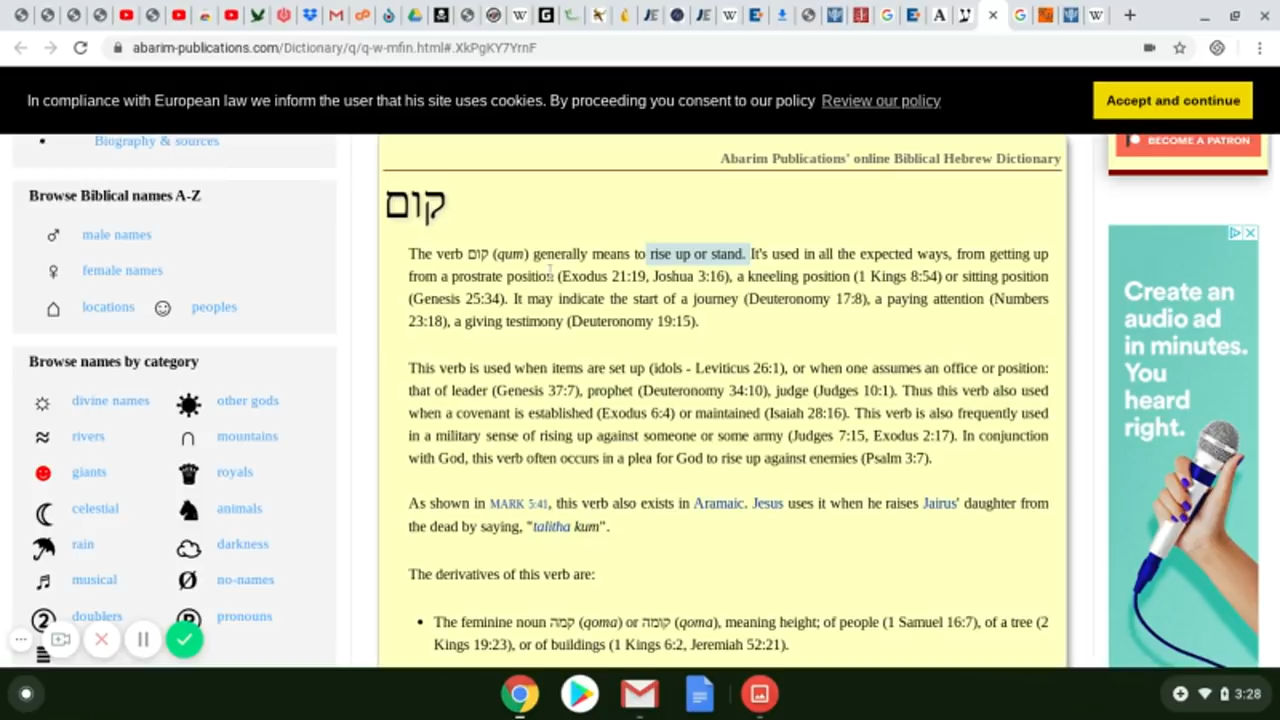 abarim-publications.com/Dictionary/q/q-w-mfin.html#.XkPgKY7YrnF
In compliance with European law we inform the user that his site uses cookies. By proceeding you consent to our policy Review our policy
Accept and continue
Biography & sources
Browse Biblical names A-Z
male names
female names
locations peoples
Browse names by category
divine names other gods
rivers mountains
giants royals
celestial animals
rain darkness
musical no-names
doublers pronouns
Abarim Publications' online Biblical Hebrew Dictionary
קום
The verb קום (qum) generally means to rise up or stand. It's used in all the expected ways, from getting up
from a prostrate position (Exodus 21:19, Joshua 3:16), a kneeling position (1 Kings 8:54) or sitting position
(Genesis 25:34). It may indicate the start of a journey (Deuteronomy 17:8), a paying attention (Numbers
23:18), a giving testimony (Deuteronomy 19:15).
This verb is used when items are set up (idols - Leviticus 26:1), or when one assumes an office or position:
that of leader (Genesis 37:7), prophet (Deuteronomy 34:10), judge (Judges 10:1). Thus this verb also used
when a covenant is established (Exodus 6:4) or maintained (Isaiah 28:16). This verb is also frequently used
in a military sense of rising up against someone or some army (Judges 7:15, Exodus 2:17). In conjunction
with God, this verb often occurs in a plea for God to rise up against enemies (Psalm 3:7).
As shown in MARK 5:41, this verb also exists in Aramaic. Jesus uses it when he raises Jairus' daughter from
the dead by saying, "talitha kum".
The derivatives of this verb are:
• The feminine noun קמה (qoma) or קומה (qoma), meaning height; of people (1 Samuel 16:7), of a tree (2
Kings 19:23), or of buildings (1 Kings 6:2, Jeremiah 52:21).
BECOME A PATRON
Create an
audio ad
in minutes.
You
heard
right.
3:28